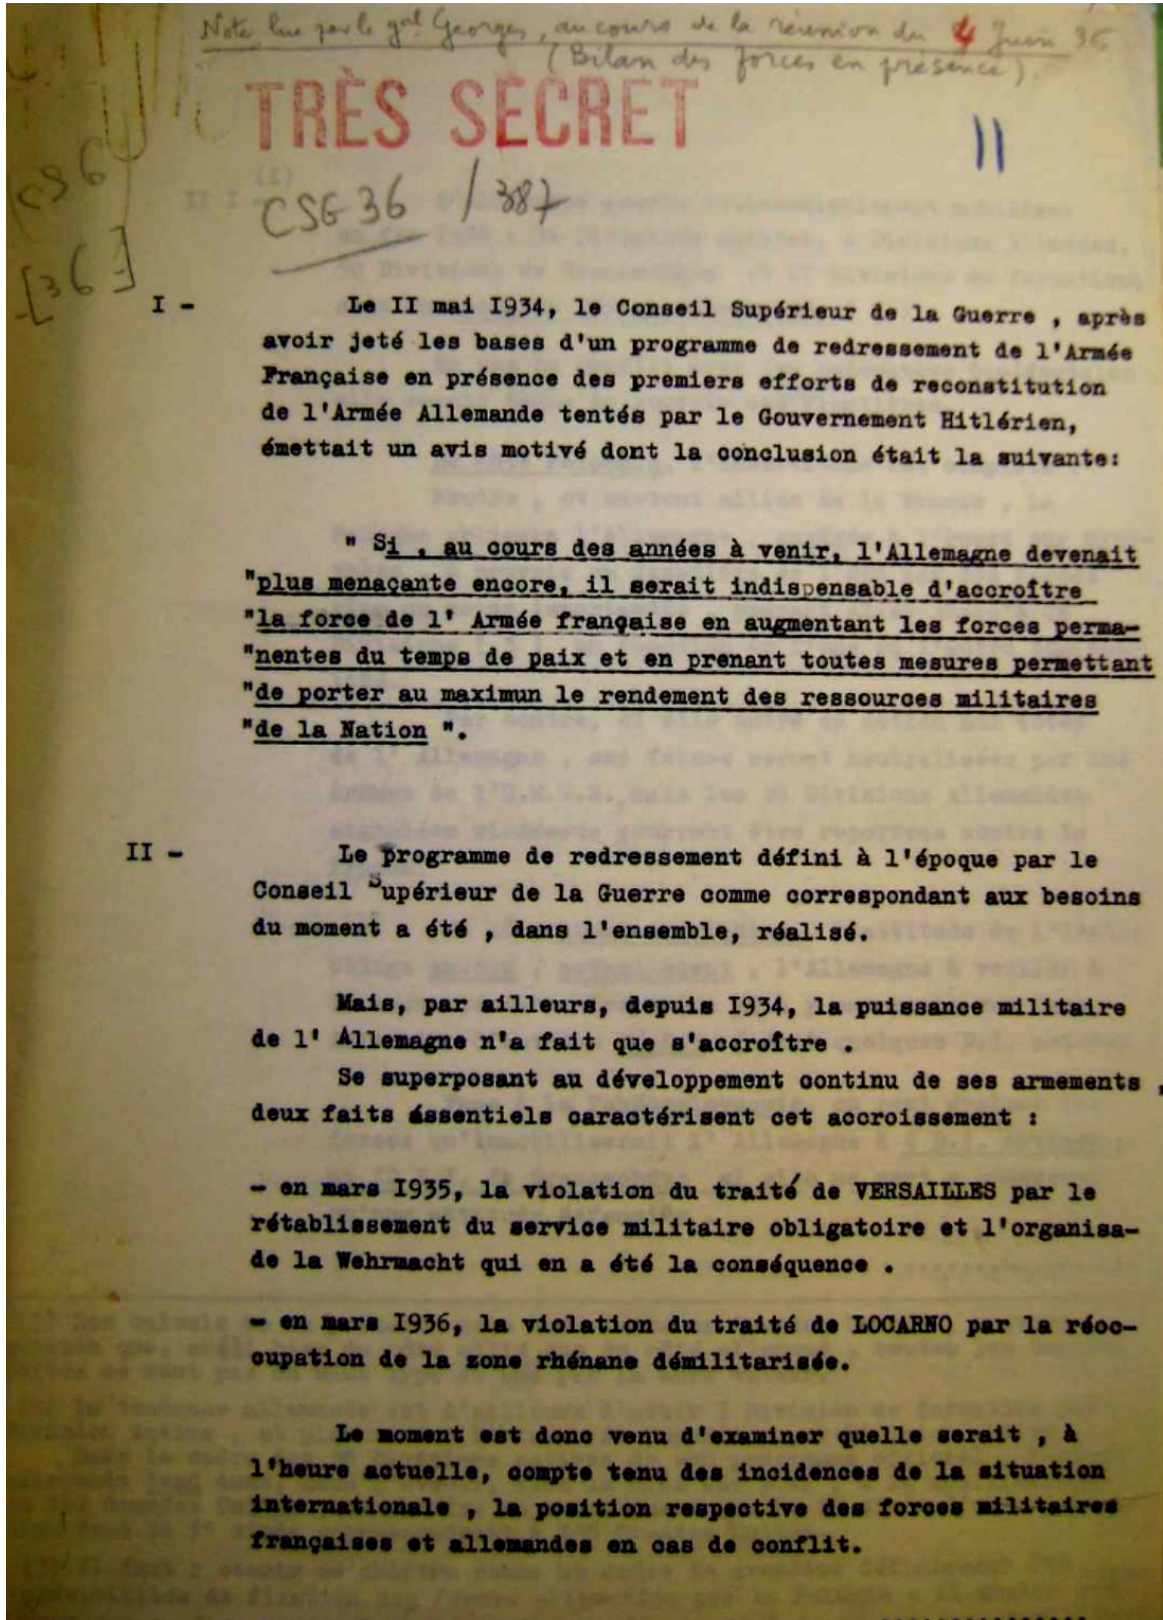 Note lue par le gal Georges, au cours de la réunion du 4 Juin 36
(Bilan des forces en présence).
TRÈS SECRET
11
CSG
CSG 36 / 387
[36]
I - Le II mai I934, le Conseil Supérieur de la Guerre , après
avoir jeté les bases d'un programme de redressement de l'Armée
Française en présence des premiers efforts de reconstitution
de l'Armée Allemande tentés par le Gouvernement Hitlérien,
émettait un avis motivé dont la conclusion était la suivante:
" Si , au cours des années à venir, l'Allemagne devenait
"plus menaçante encore, il serait indispensable d'accroître
"la force de l' Armée française en augmentant les forces perma-
"nentes du temps de paix et en prenant toutes mesures permettant
"de porter au maximun le rendement des ressources militaires
"de la Nation ".
II - Le programme de redressement défini à l'époque par le
Conseil Supérieur de la Guerre comme correspondant aux besoins
du moment a été , dans l'ensemble, réalisé.
Mais, par ailleurs, depuis I934, la puissance militaire
de l' Allemagne n'a fait que s'accroître .
Se superposant au développement continu de ses armements ,
deux faits éssentiels caractérisent cet accroissement :
- en mars I935, la violation du traité de VERSAILLES par le
rétablissement du service militaire obligatoire et l'organisa-
de la Wehrmacht qui en a été la conséquence .
- en mars I936, la violation du traité de LOCARNO par la réoc-
cupation de la zone rhénane démilitarisée.
Le moment est donc venu d'examiner quelle serait , à
l'heure actuelle, compte tenu des incidences de la situation
internationale , la position respective des forces militaires
françaises et allemandes en cas de conflit.